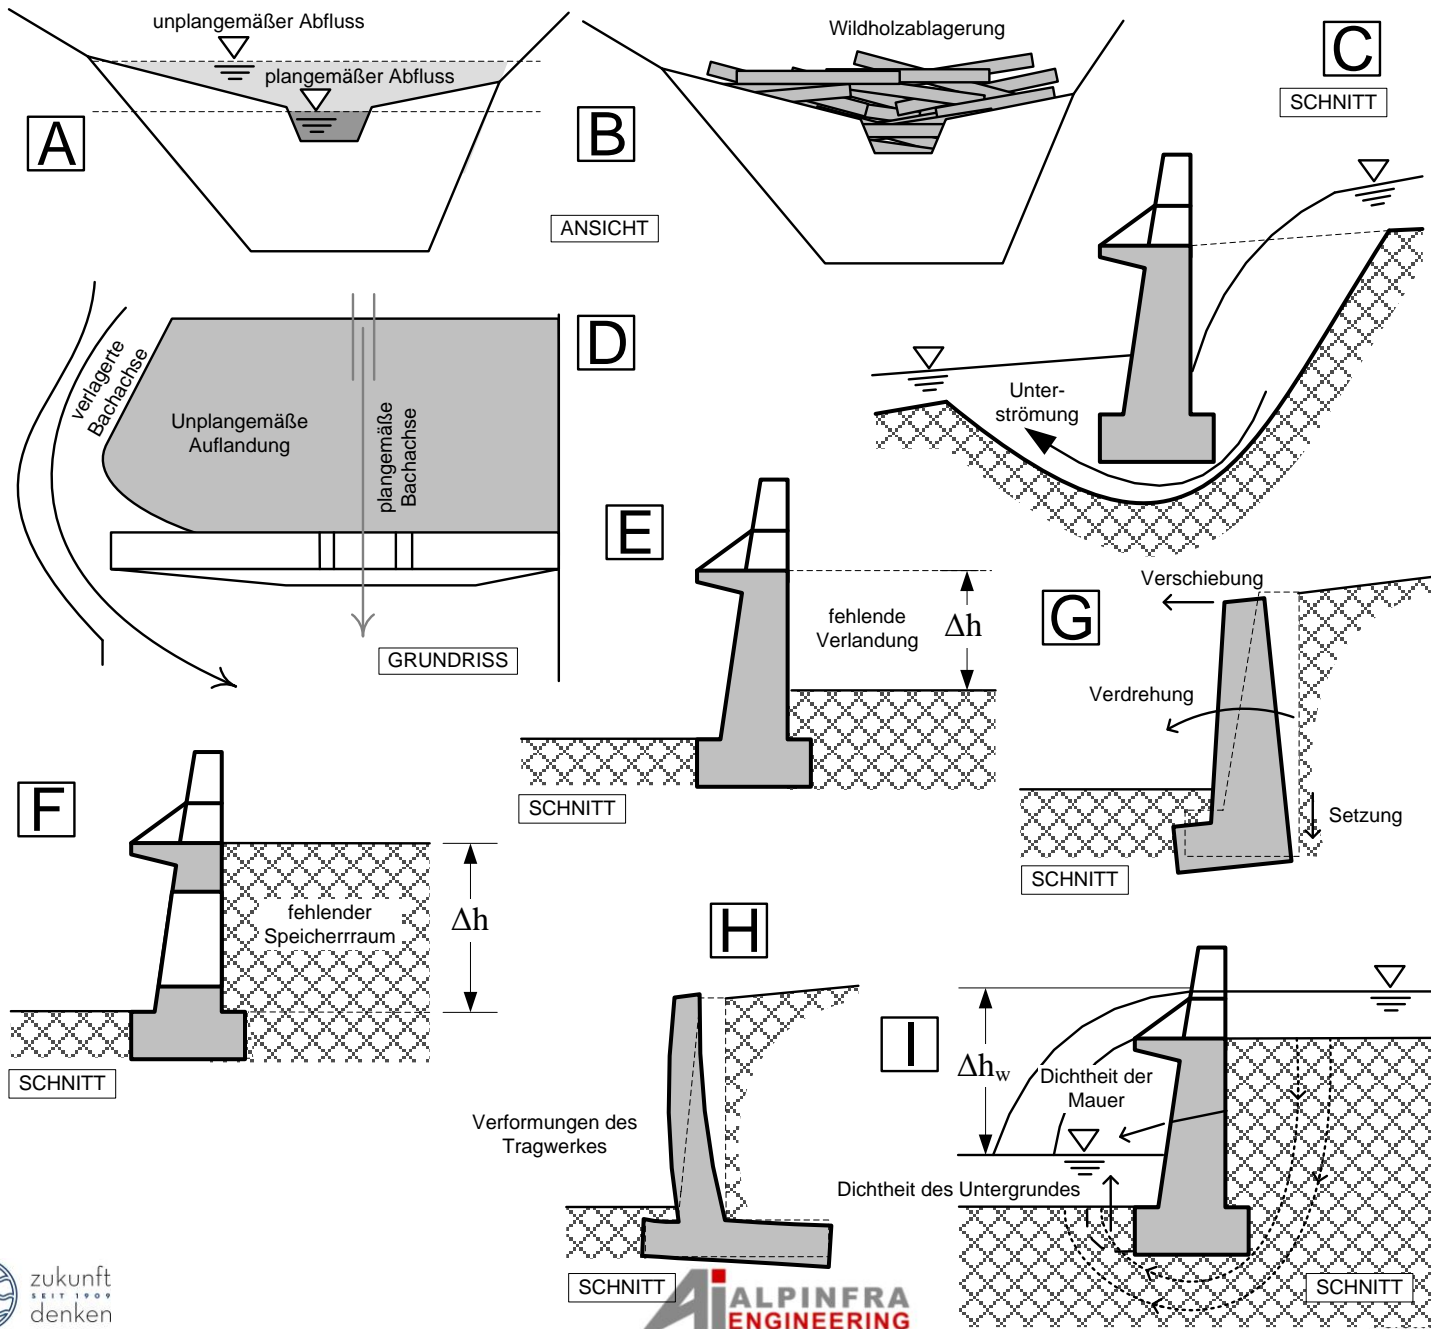 unplangemäßer Abfluss
plangemäßer Abfluss
A
B
Wildholzablagerung
ANSICHT
C
SCHNITT
Unter-
strömung
D
verlagerte
Bachachse
Unplangemäße
Auflandung
plangemäße
Bachachse
GRUNDRISS
E
fehlende
Verlandung
Δh
SCHNITT
G
Verschiebung
Verdrehung
Setzung
SCHNITT
F
fehlender
Speicherrraum
Δh
SCHNITT
H
Verformungen des
Tragwerkes
SCHNITT
I
Δhw
Dichtheit der
Mauer
Dichtheit des Untergrundes
SCHNITT
zukunft
SEIT 1909
denken
Ai ALPINFRA
ENGINEERING